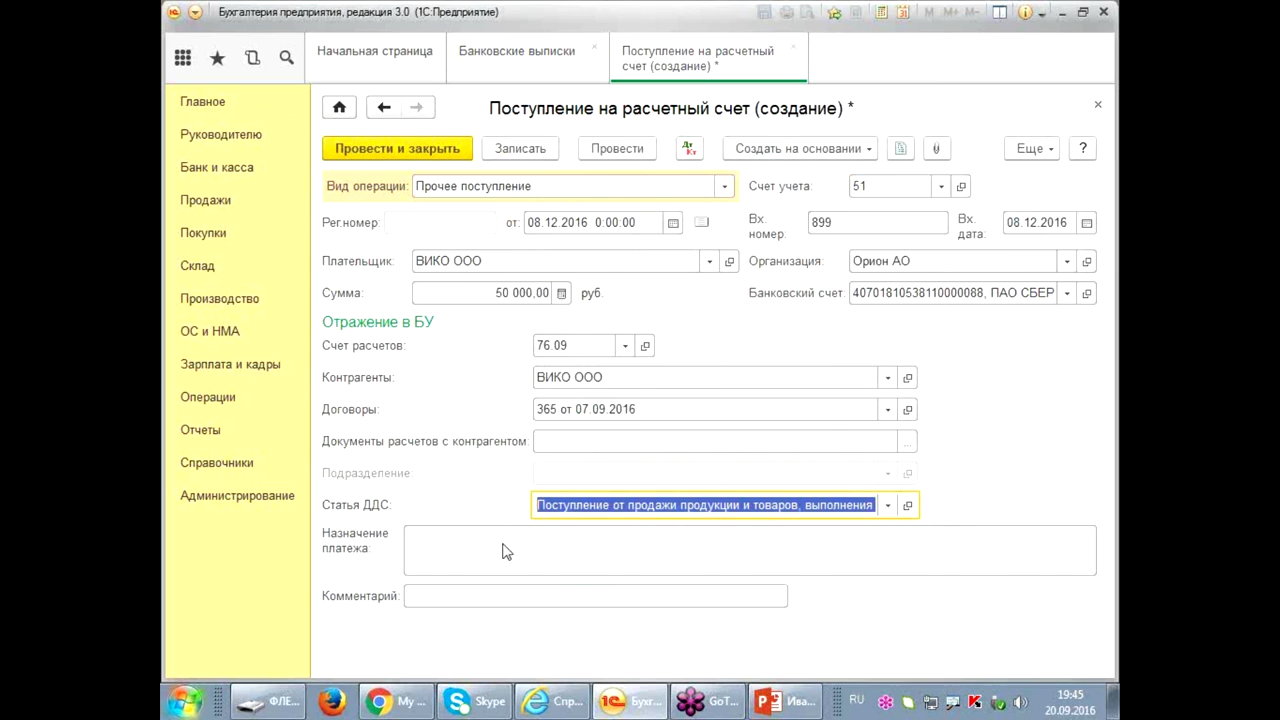 Бухгалтерия предприятия, редакция 3.0 (1С:Предприятие)
M M+ M-
Начальная страница
Банковские выписки
Поступление на расчетный
счет (создание) *
Главное
Руководителю
Банк и касса
Продажи
Покупки
Склад
Производство
ОС и НМА
Зарплата и кадры
Операции
Отчеты
Справочники
Администрирование
Поступление на расчетный счет (создание) *
Провести и закрыть
Записать
Провести
Дт
Кт
Создать на основании
Еще
?
Вид операции: Прочее поступление
Счет учета: 51
Рег.номер: от: 08.12.2016 0:00:00
Вх.
номер: 899
Вх.
дата: 08.12.2016
Плательщик: ВИКО ООО
Организация: Орион АО
Сумма: 50 000,00 руб.
Банковский счет: 40701810538110000088, ПАО СБЕР
Отражение в БУ
Счет расчетов: 76.09
Контрагенты: ВИКО ООО
Договоры: 365 от 07.09.2016
Документы расчетов с контрагентом: ...
Подразделение:
Статья ДДС: Поступление от продажи продукции и товаров, выполнения
Назначение
платежа:
Комментарий:
ФЛЕ...
My ...
Skype
Спр...
Бухг...
GoT...
Ива...
RU
19:45
20.09.2016